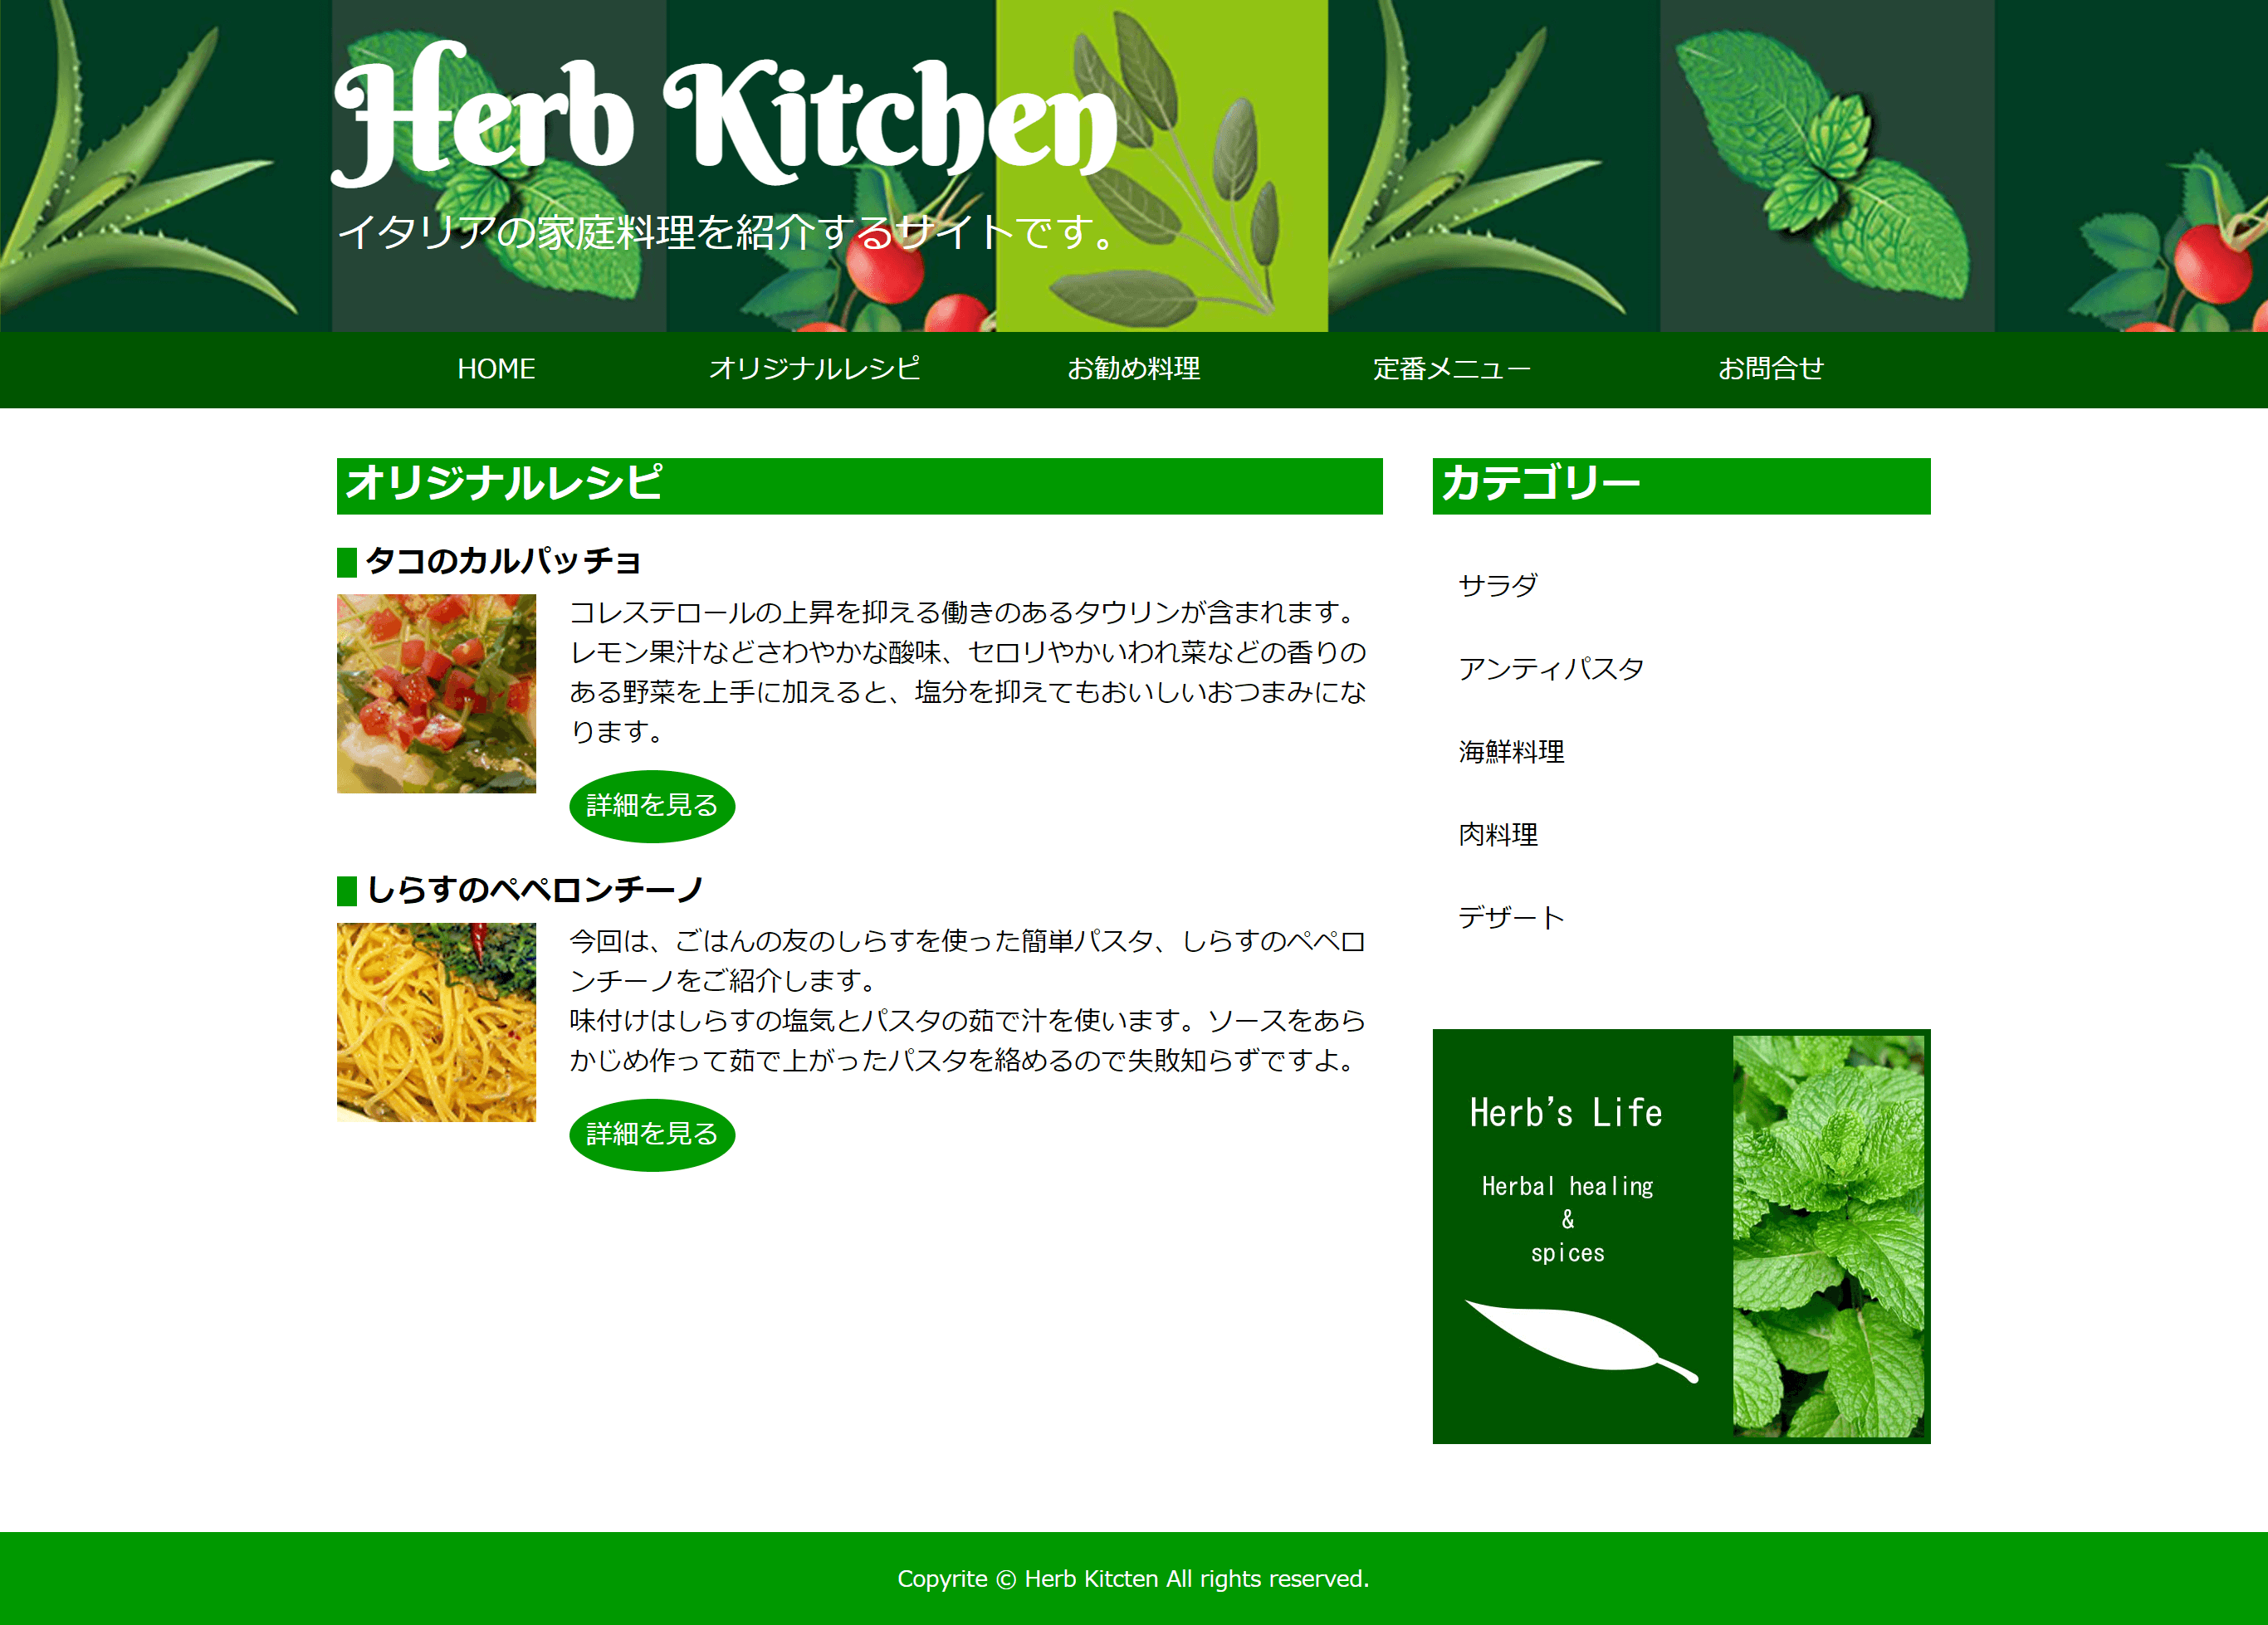 Herb Kitchen
イタリアの家庭料理を紹介するサイトです。
HOME
オリジナルレシピ
お勧め料理
定番メニュー
お問合せ
オリジナルレシピ
タコのカルパッチョ
コレステロールの上昇を抑える働きのあるタウリンが含まれます。
レモン果汁などさわやかな酸味、セロリやかいわれ菜などの香りの
ある野菜を上手に加えると、塩分を抑えてもおいしいおつまみにな
ります。
詳細を見る
しらすのペペロンチーノ
今回は、ごはんの友のしらすを使った簡単パスタ、しらすのペペロ
ンチーノをご紹介します。
味付けはしらすの塩気とパスタの茹で汁を使います。ソースをあら
かじめ作って茹で上がったパスタを絡めるので失敗知らずですよ。
詳細を見る
カテゴリー
サラダ
アンティパスタ
海鮮料理
肉料理
デザート
Herb's Life
Herbal healing
&
spices
Copyrite © Herb Kitcten All rights reserved.